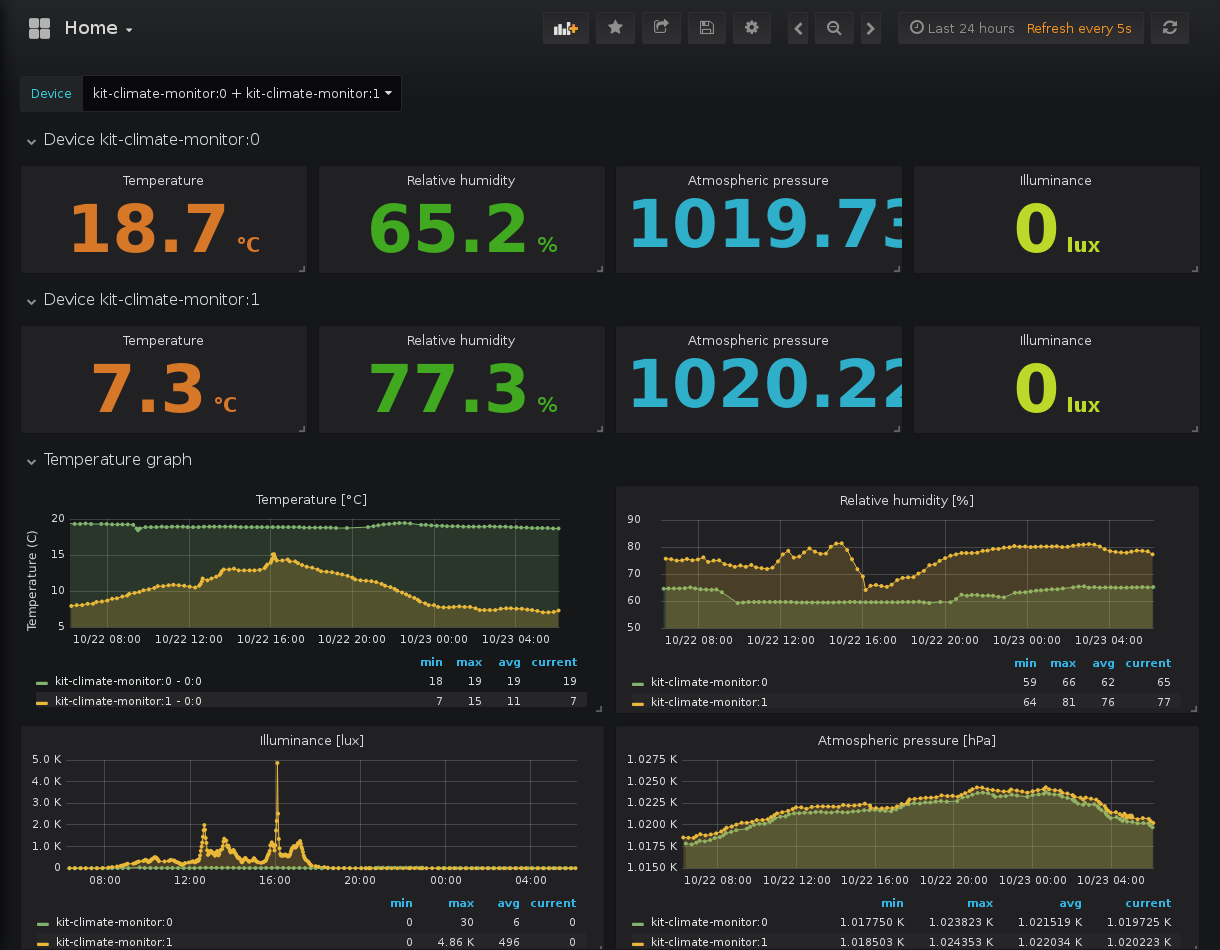 Home
Last 24 hours Refresh every 5s
Device kit-climate-monitor:0 + kit-climate-monitor:1
Device kit-climate-monitor:0
Temperature Relative humidity Atmospheric pressure Illuminance
18.7 °C 65.2 % 1019.73 0 lux
Device kit-climate-monitor:1
Temperature Relative humidity Atmospheric pressure Illuminance
7.3 °C 77.3 % 1020.22 0 lux
Temperature graph
Temperature [°C]
Temperature (C)
20
15
10
5
10/22 08:00 10/22 12:00 10/22 16:00 10/22 20:00 10/23 00:00 10/23 04:00
min max avg current
kit-climate-monitor:0 - 0:0 18 19 19 19
kit-climate-monitor:1 - 0:0 7 15 11 7
Relative humidity [%]
90
80
70
60
50
10/22 08:00 10/22 12:00 10/22 16:00 10/22 20:00 10/23 00:00 10/23 04:00
min max avg current
kit-climate-monitor:0 59 66 62 65
kit-climate-monitor:1 64 81 76 77
Illuminance [lux]
5.0 K
4.0 K
3.0 K
2.0 K
1.0 K
0
08:00 12:00 16:00 20:00 00:00 04:00
min max avg current
kit-climate-monitor:0 0 30 6 0
kit-climate-monitor:1 0 4.86 K 496 0
Atmospheric pressure [hPa]
1.0275 K
1.0250 K
1.0225 K
1.0200 K
1.0175 K
1.0150 K
10/22 08:00 10/22 12:00 10/22 16:00 10/22 20:00 10/23 00:00 10/23 04:00
min max avg current
kit-climate-monitor:0 1.017750 K 1.023823 K 1.021519 K 1.019725 K
kit-climate-monitor:1 1.018503 K 1.024353 K 1.022034 K 1.020223 K